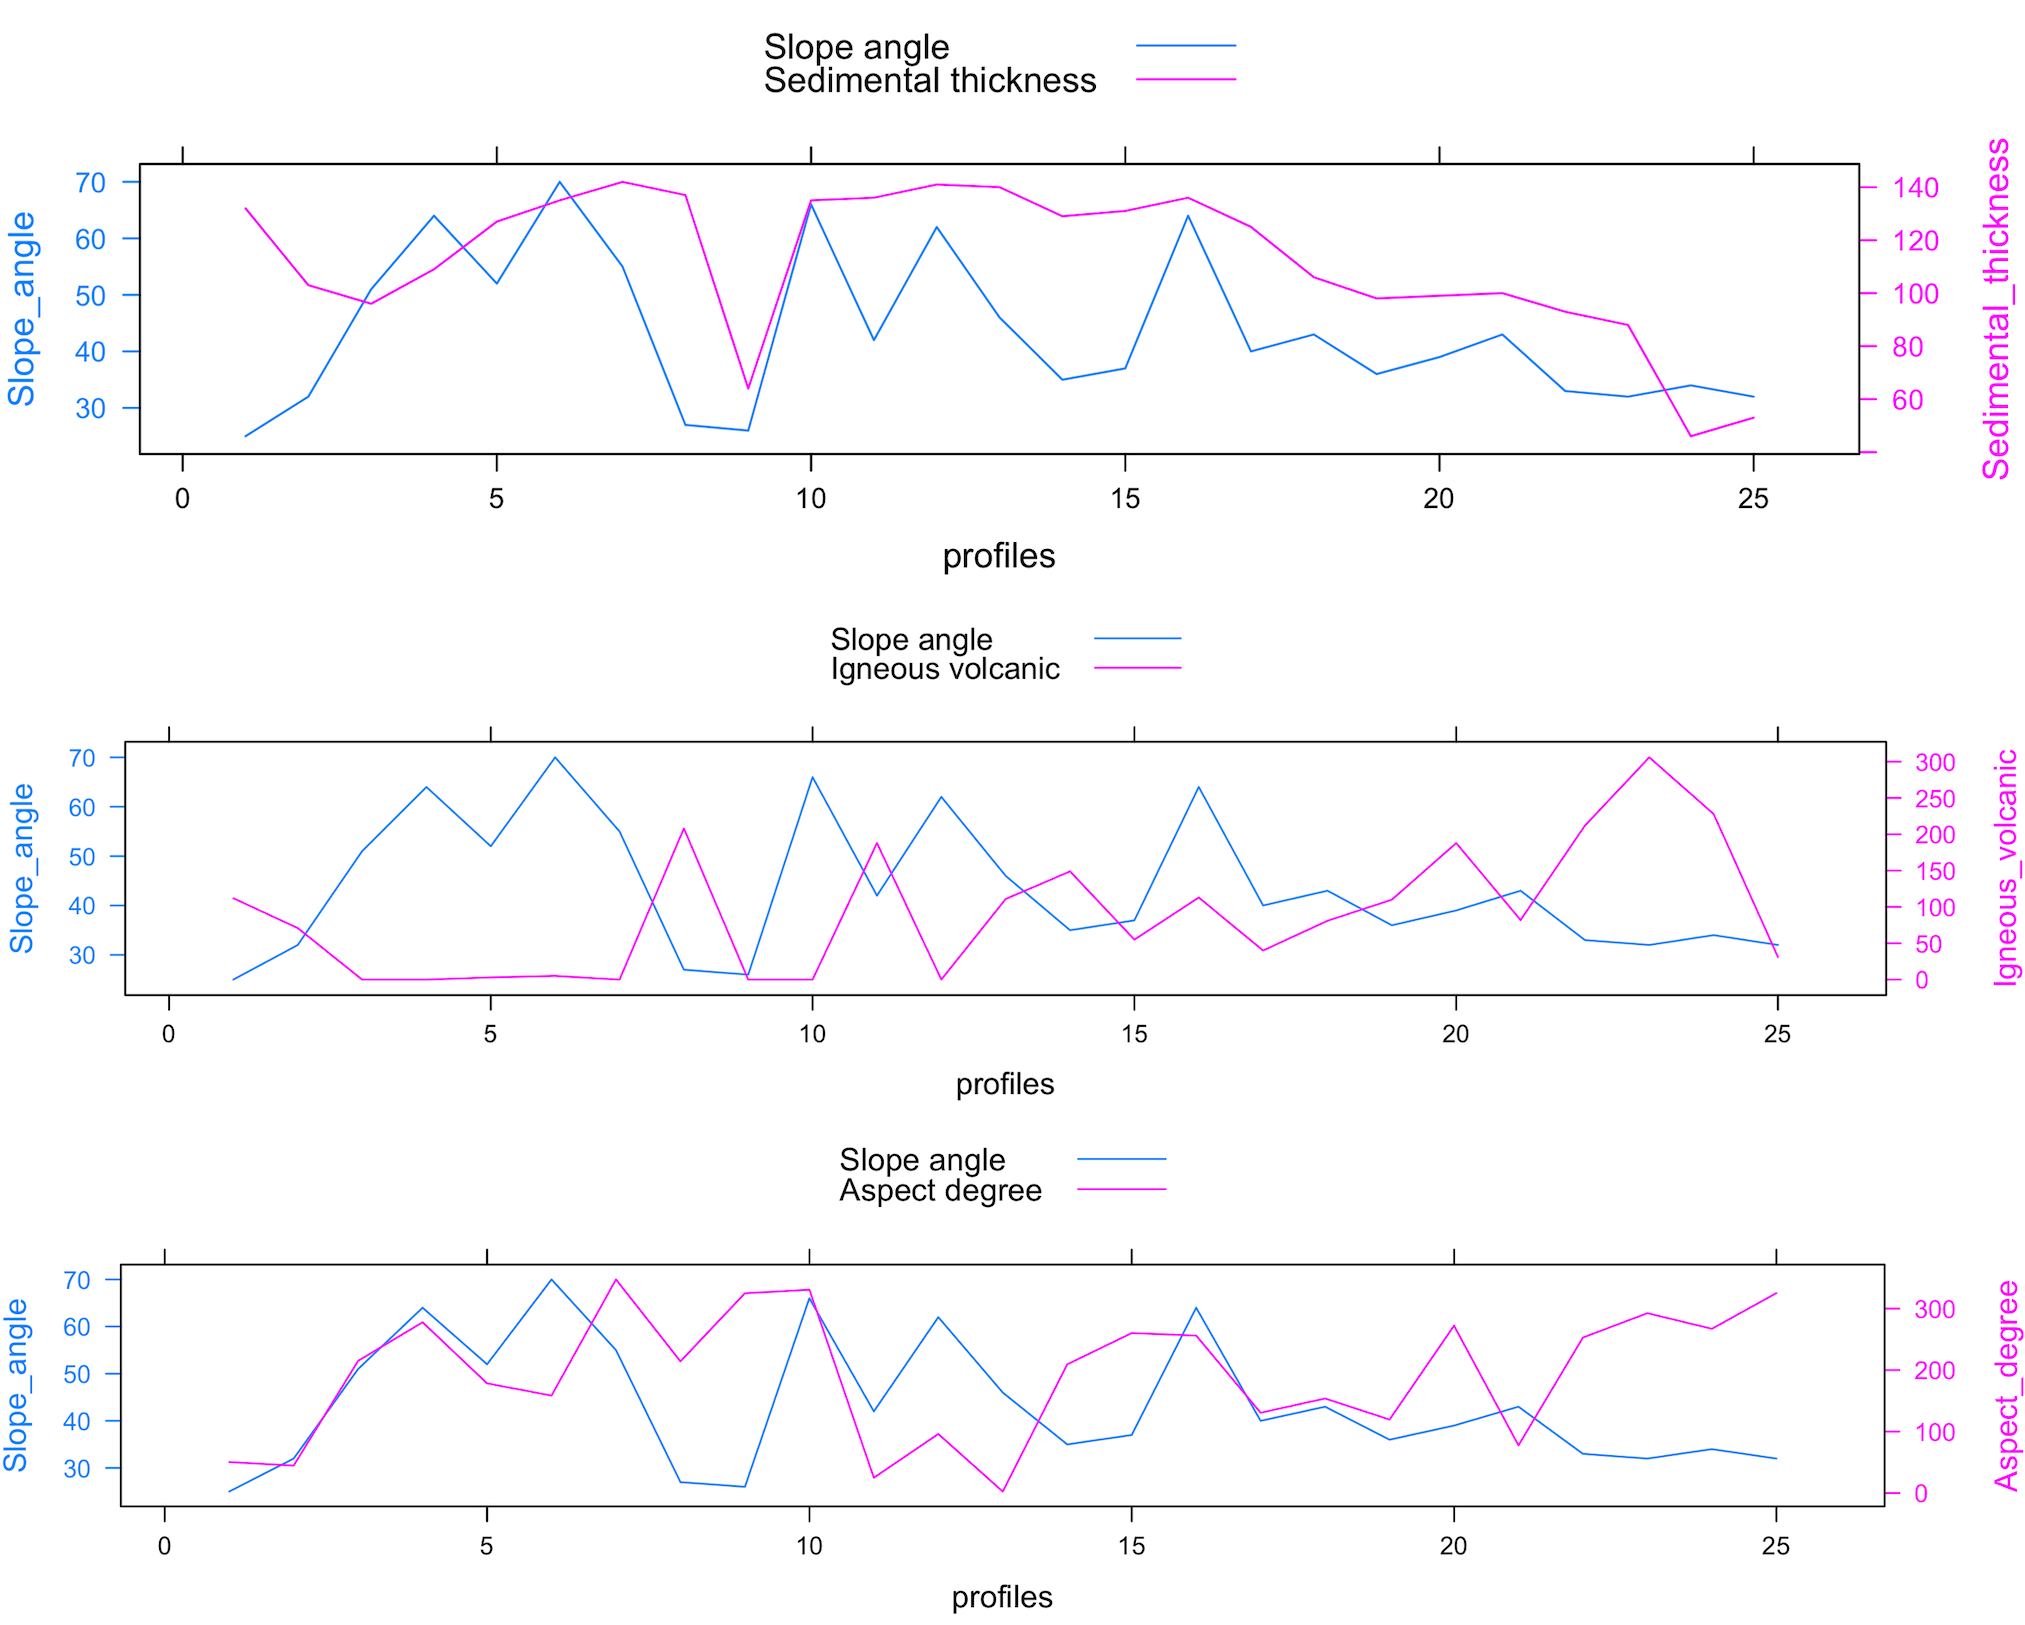 Slope angle
Sedimental thickness
Slope_angle
70
60
50
40
30
140
120
100
80
60
Sedimental_thickness
0 5 10 15 20 25
profiles
Slope angle
Igneous volcanic
Slope_angle
70
60
50
40
30
300
250
200
150
100
50
0
Igneous_volcanic
0 5 10 15 20 25
profiles
Slope angle
Aspect degree
Slope_angle
70
60
50
40
30
300
200
100
0
Aspect_degree
0 5 10 15 20 25
profiles